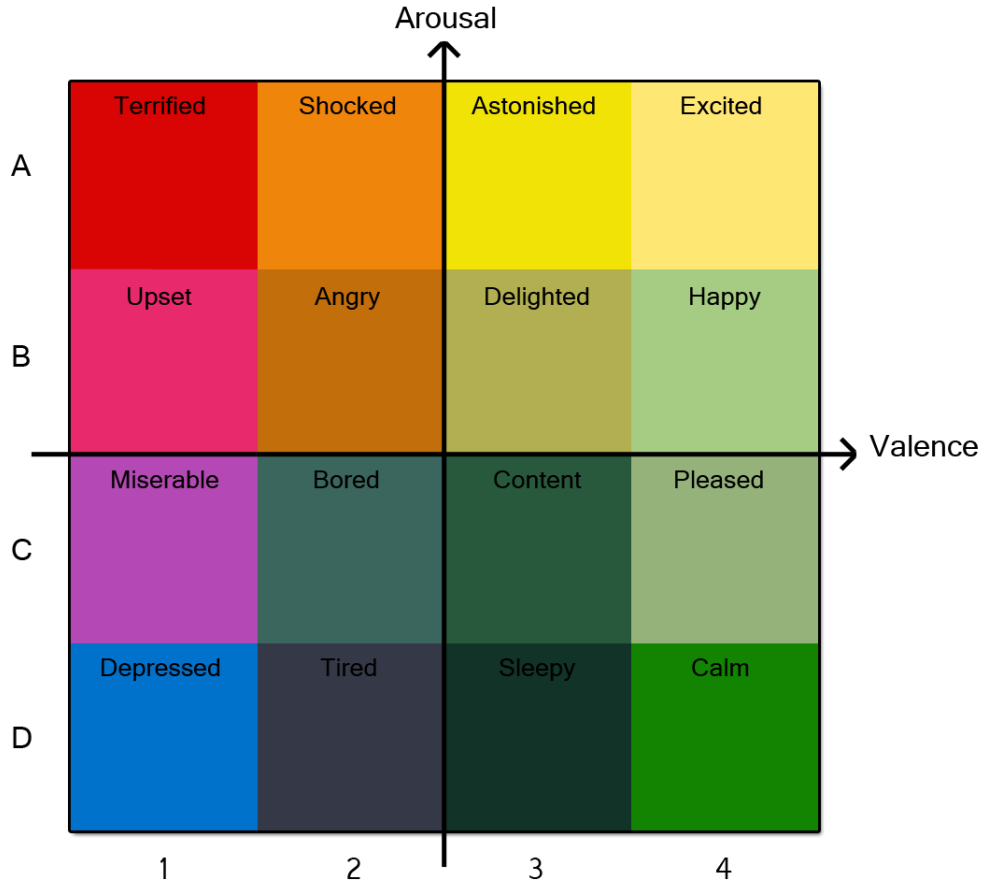 Arousal
Terrified Shocked Astonished Excited
A
Upset Angry Delighted Happy
B
Valence
Miserable Bored Content Pleased
C
Depressed Tired Sleepy Calm
D
1 2 3 4